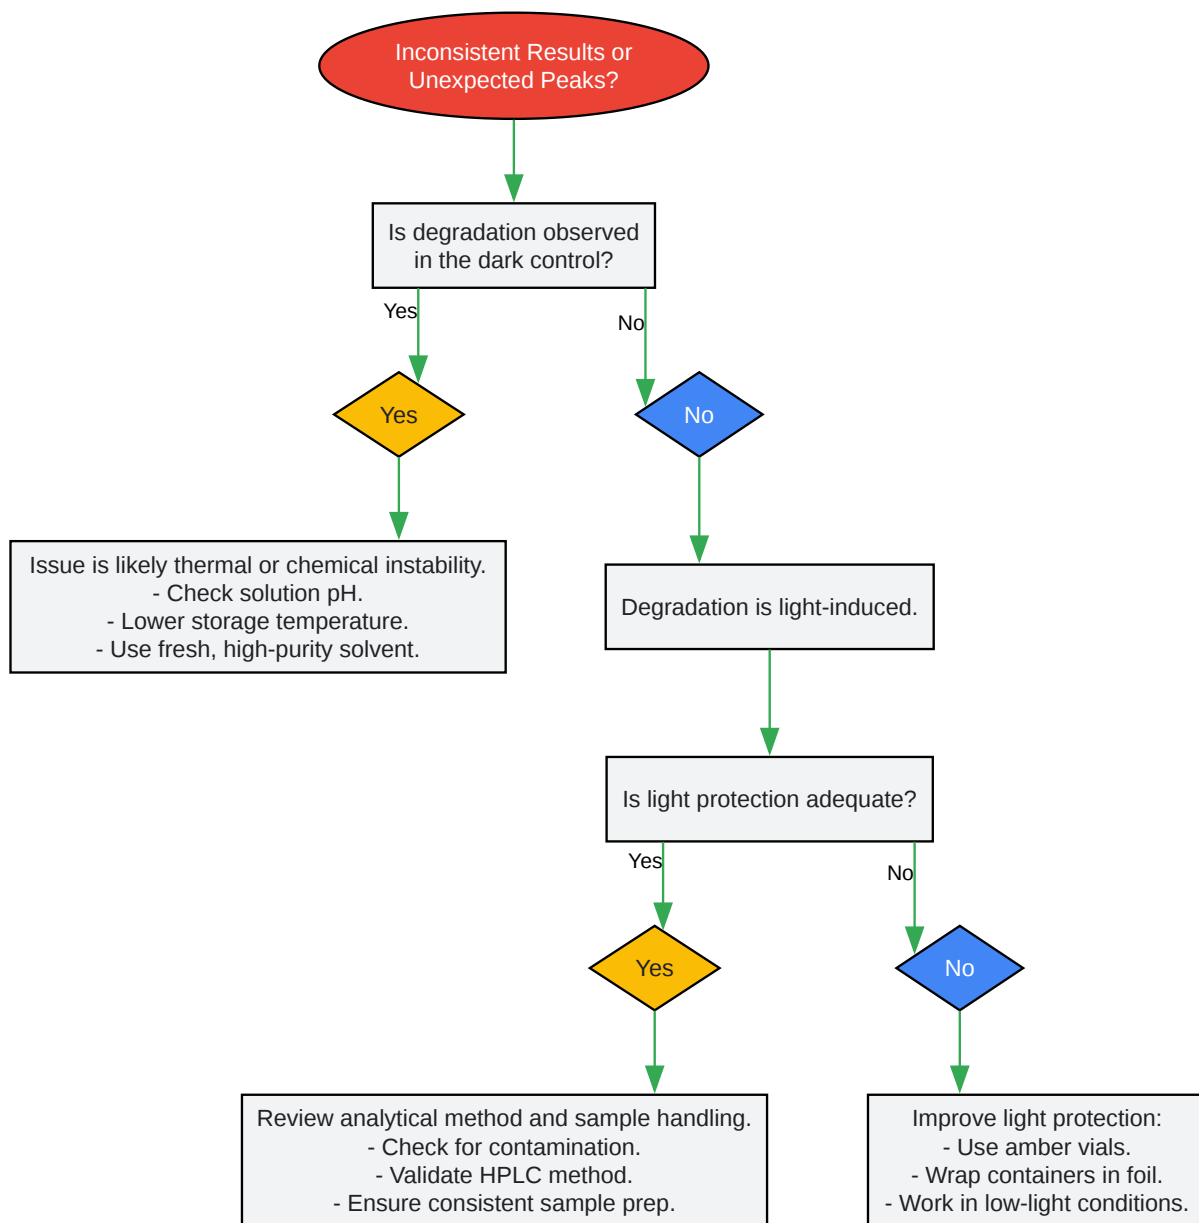 Inconsistent Results or
Unexpected Peaks?
Is degradation observed
in the dark control?
Yes
No
Yes
No
Issue is likely thermal or chemical instability.
- Check solution pH.
- Lower storage temperature.
- Use fresh, high-purity solvent.
Degradation is light-induced.
Is light protection adequate?
Yes
No
Yes
No
Review analytical method and sample handling.
- Check for contamination.
- Validate HPLC method.
- Ensure consistent sample prep.
Improve light protection:
- Use amber vials.
- Wrap containers in foil.
- Work in low-light conditions.